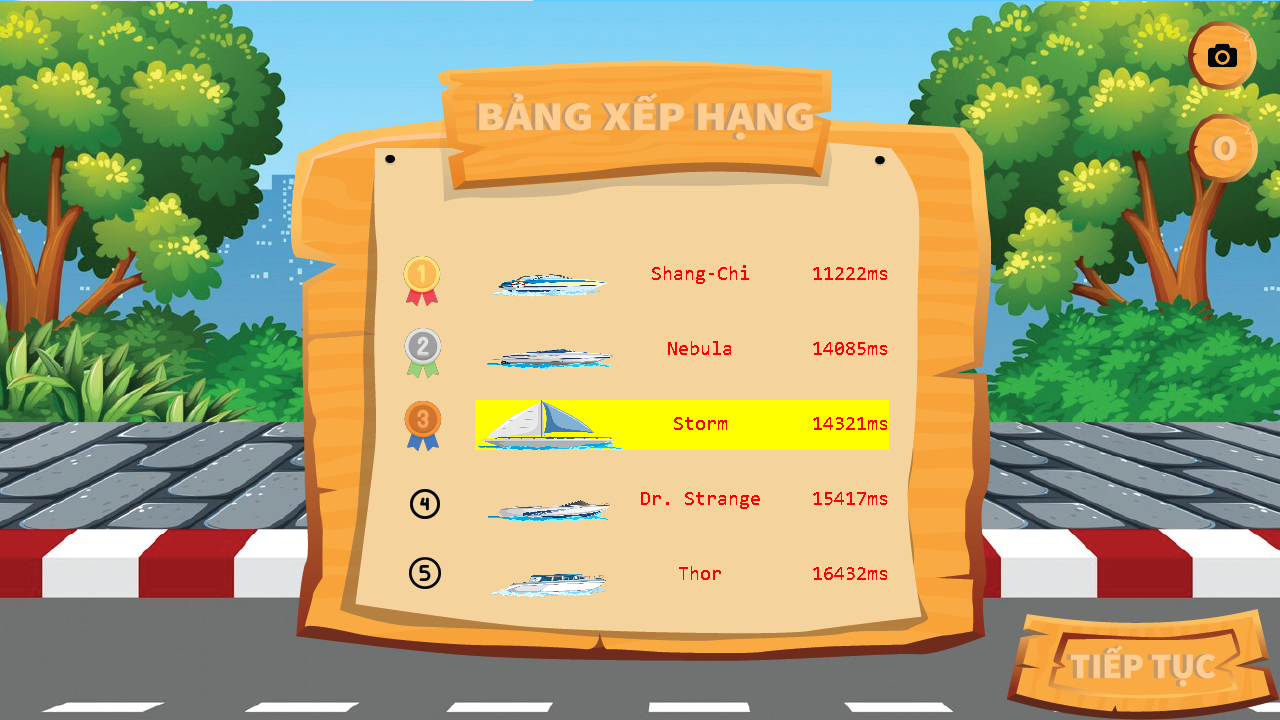 BẢNG XẾP HẠNG
O
1 Shang-Chi 11222ms
2 Nebula 14085ms
3 Storm 14321ms
4 Dr. Strange 15417ms
5 Thor 16432ms
TIẾP TỤC